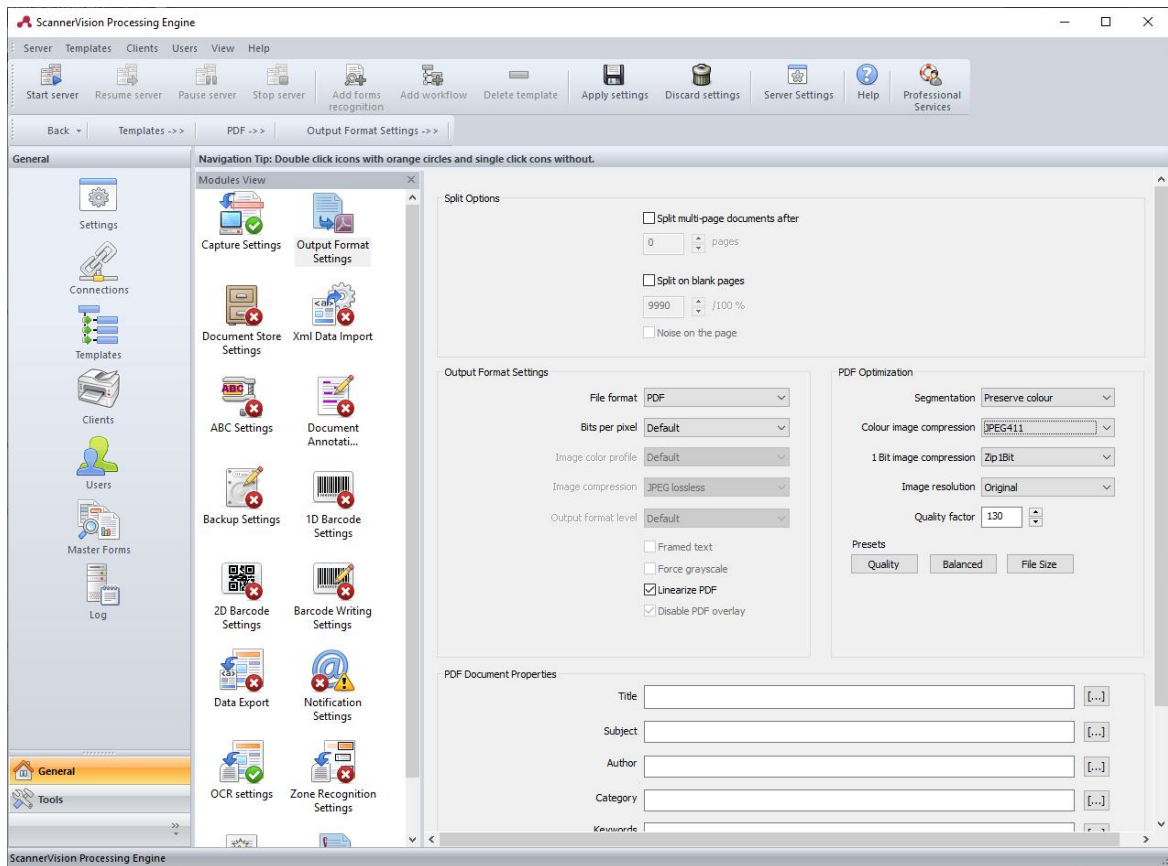 ScannerVision Processing Engine
Server Templates Clients Users View Help
Start server
Resume server
Pause server
Stop server
Add forms
recognition
Add workflow
Delete template
Apply settings
Discard settings
Server Settings
Help
Professional
Services
Back
Templates ->>
PDF ->>
Output Format Settings ->>
General
Navigation Tip: Double click icons with orange circles and single click cons without.
Settings
Connections
Templates
Clients
Users
Master Forms
Log
General
Tools
Modules View
Capture Settings
Output Format
Settings
Document Store
Settings
Xml Data Import
ABC Settings
Document
Annotati...
Backup Settings
1D Barcode
Settings
2D Barcode
Settings
Barcode Writing
Settings
Data Export
Notification
Settings
OCR settings
Zone Recognition
Settings
Split Options
Split multi-page documents after
0 pages
Split on blank pages
9990 /100 %
Noise on the page
Output Format Settings
File format PDF
Bits per pixel Default
Image color profile Default
Image compression JPEG lossless
Output format level Default
Framed text
Force grayscale
Linearize PDF
Disable PDF overlay
PDF Optimization
Segmentation Preserve colour
Colour image compression JPEG411
1 Bit image compression Zip1Bit
Image resolution Original
Quality factor 130
Presets
Quality Balanced File Size
PDF Document Properties
Title [...]
Subject [...]
Author [...]
Category [...]
Keywords
ScannerVision Processing Engine